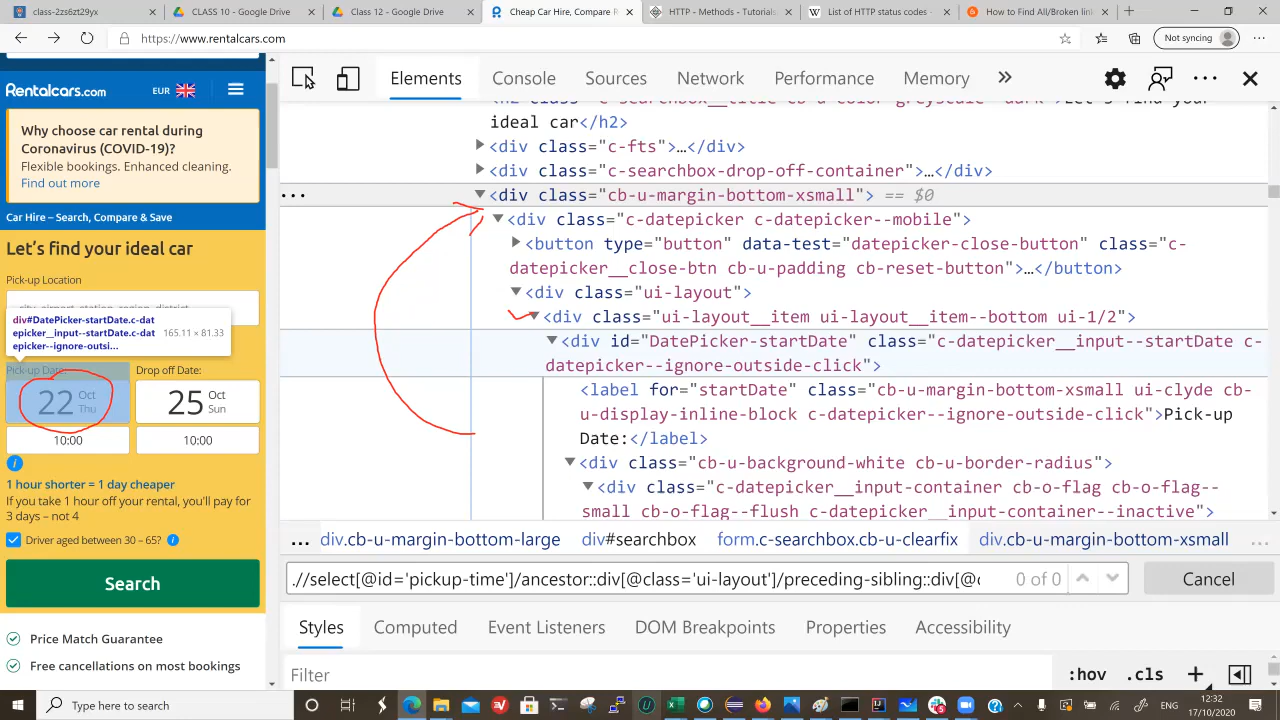 class-2zs6zt29yx
CLASS 10 - Google Drive
Class 12 - Google Drive
Cheap Car Hire, Compare R
HTTP - Methods - Tutorials
List of HTTP status codes -
How to Find All/Broken link
https://www.rentalcars.com
Not syncing
Elements Console Sources Network Performance Memory
ideal car</h2>
<div class="c-fts">…</div>
<div class="c-searchbox-drop-off-container">…</div>
... <div class="cb-u-margin-bottom-xsmall"> == $0
<div class="c-datepicker c-datepicker--mobile">
<button type="button" data-test="datepicker-close-button" class="c-
datepicker__close-btn cb-u-padding cb-reset-button">…</button>
<div class="ui-layout">
<div class="ui-layout__item ui-layout__item--bottom ui-1/2">
<div id="DatePicker-startDate" class="c-datepicker__input--startDate c-
datepicker--ignore-outside-click">
<label for="startDate" class="cb-u-margin-bottom-xsmall ui-clyde cb-
u-display-inline-block c-datepicker--ignore-outside-click">Pick-up
Date:</label>
<div class="cb-u-background-white cb-u-border-radius">
<div class="c-datepicker__input-container cb-o-flag cb-o-flag--
small cb-o-flag--flush c-datepicker__input-container--inactive">
... div.cb-u-margin-bottom-large div#searchbox form.c-searchbox.cb-u-clearfix div.cb-u-margin-bottom-xsmall ...
.//select[@id='pickup-time']/ancestor::div[@class='ui-layout']/preceding-sibling::div[@c
0 of 0
Cancel
Styles Computed Event Listeners DOM Breakpoints Properties Accessibility
Filter
:hov .cls +
Rentalcars.com
EUR
Why choose car rental during
Coronavirus (COVID-19)?
Flexible bookings. Enhanced cleaning.
Find out more
Car Hire – Search, Compare & Save
Let's find your ideal car
Pick-up Location
div#DatePicker-startDate.c-dat
epicker__input--startDate.c-dat
epicker--ignore-outsi...
165.11 × 81.33
Pick-up Date:
Drop off Date:
22 Oct
Thu
25 Oct
Sun
10:00
10:00
1 hour shorter = 1 day cheaper
If you take 1 hour off your rental, you'll pay for
3 days – not 4
Driver aged between 30 – 65?
Search
Price Match Guarantee
Free cancellations on most bookings
Type here to search
12:32
17/10/2020